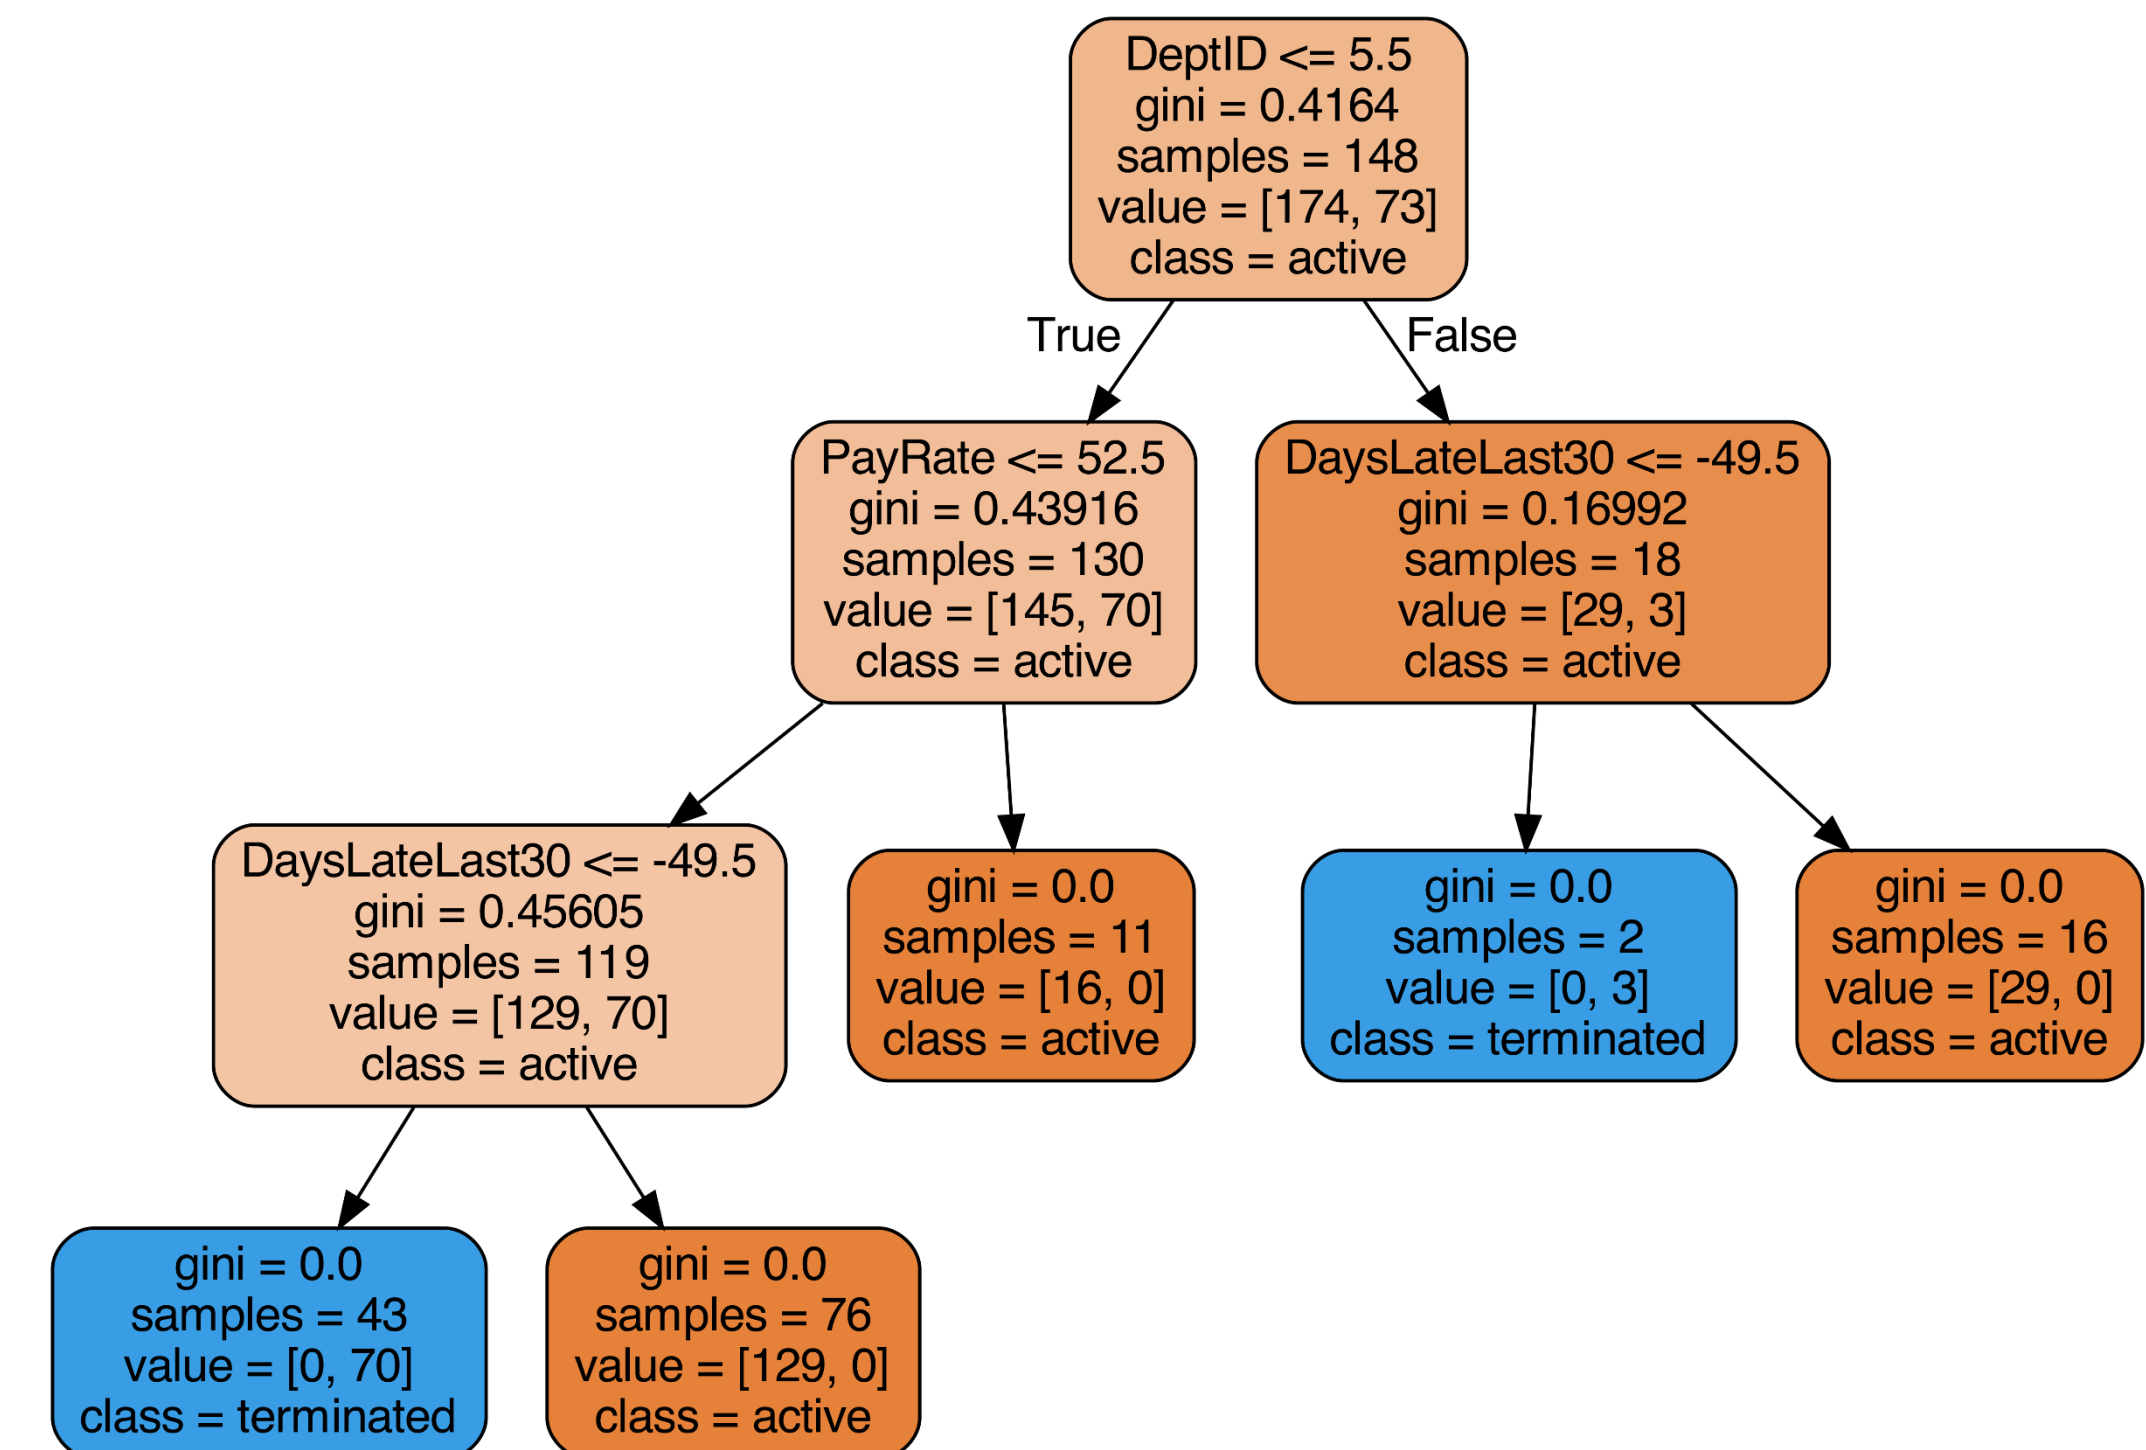 DeptID <= 5.5
gini = 0.4164
samples = 148
value = [174, 73]
class = active
True
False
PayRate <= 52.5
gini = 0.43916
samples = 130
value = [145, 70]
class = active
DaysLateLast30 <= -49.5
gini = 0.16992
samples = 18
value = [29, 3]
class = active
DaysLateLast30 <= -49.5
gini = 0.45605
samples = 119
value = [129, 70]
class = active
gini = 0.0
samples = 11
value = [16, 0]
class = active
gini = 0.0
samples = 2
value = [0, 3]
class = terminated
gini = 0.0
samples = 16
value = [29, 0]
class = active
gini = 0.0
samples = 43
value = [0, 70]
class = terminated
gini = 0.0
samples = 76
value = [129, 0]
class = active